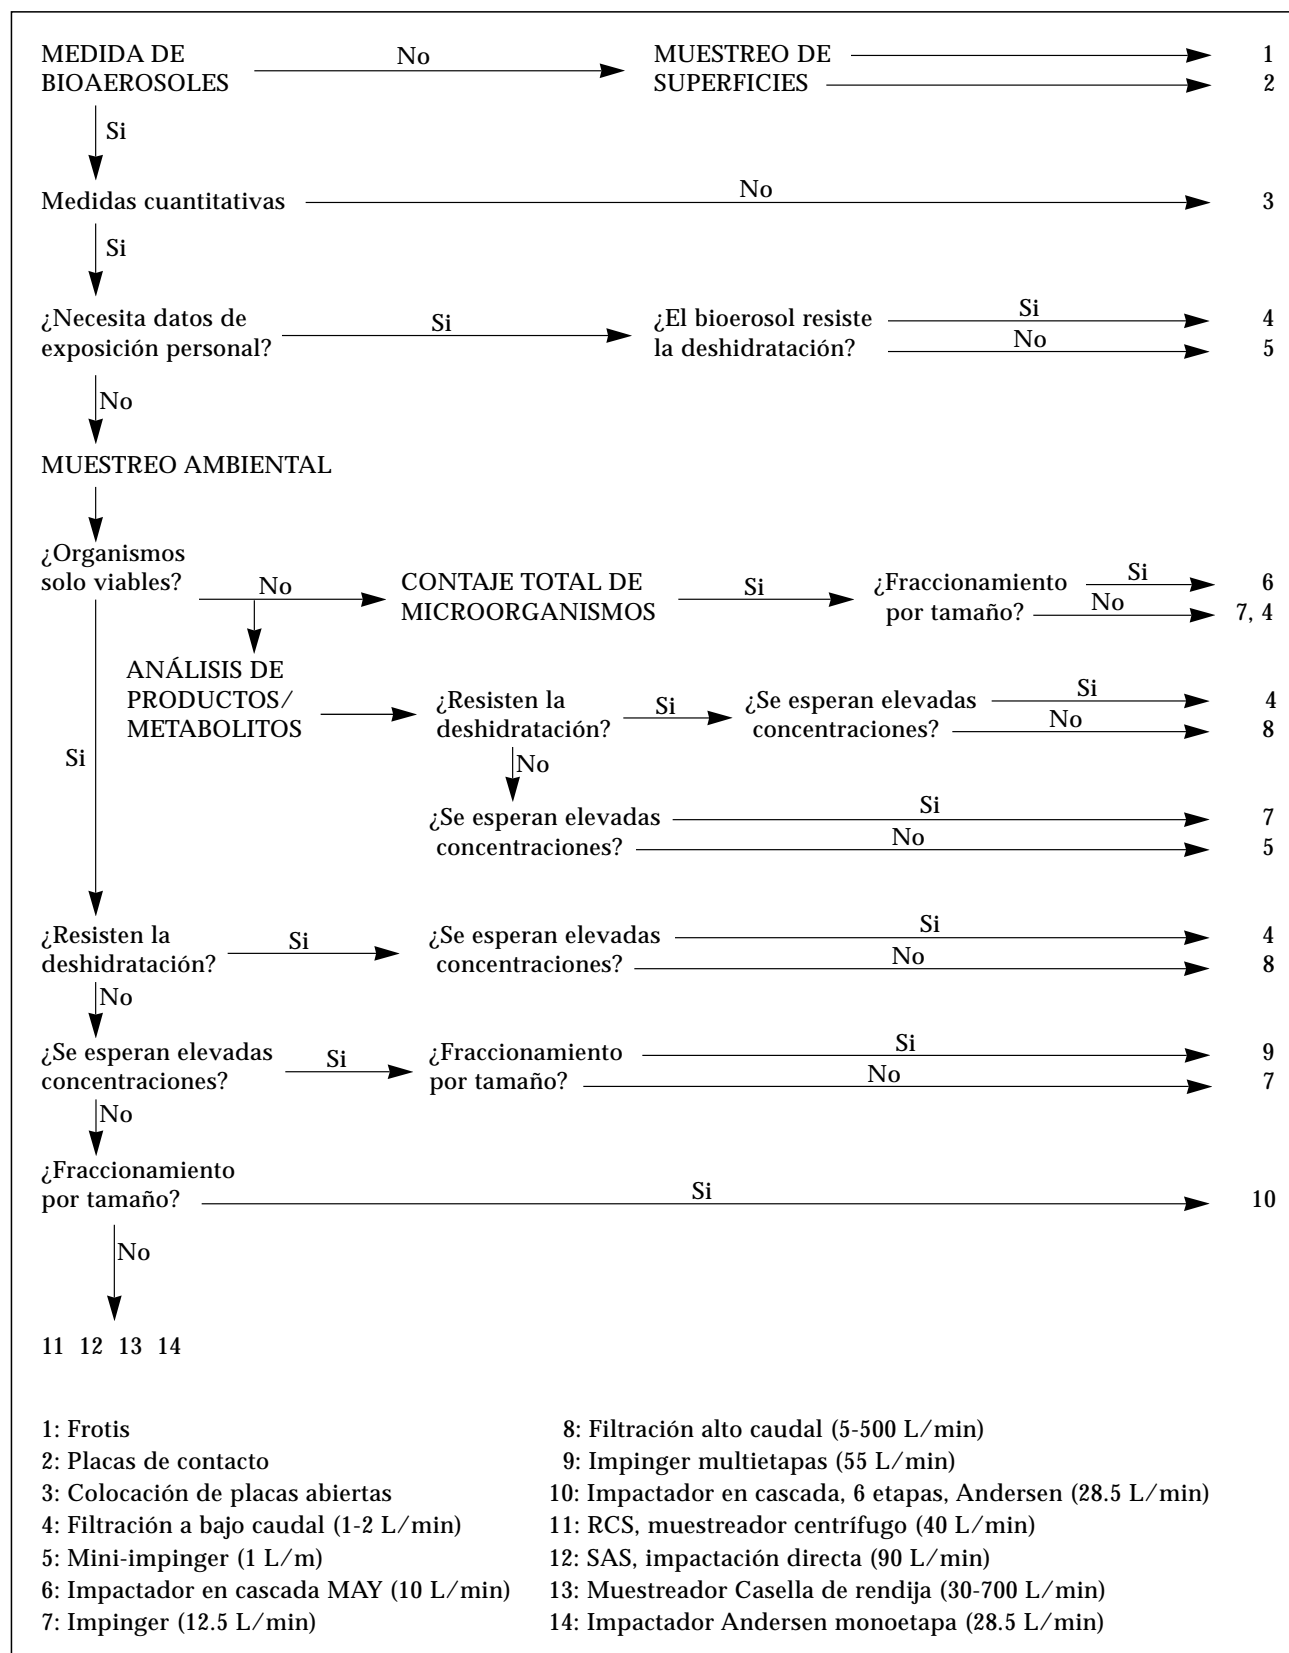 MEDIDA DE
BIOAEROSOLES
No
MUESTREO DE
SUPERFICIES
1
2
Si
Medidas cuantitativas
No
3
Si
¿Necesita datos de
exposición personal?
Si
¿El bioerosol resiste
la deshidratación?
Si
4
No
5
No
MUESTREO AMBIENTAL
¿Organismos
solo viables?
No
CONTAJE TOTAL DE
MICROORGANISMOS
Si
¿Fraccionamiento
por tamaño?
Si
6
No
7, 4
ANÁLISIS DE
PRODUCTOS/
METABOLITOS
¿Resisten la
deshidratación?
Si
¿Se esperan elevadas
concentraciones?
Si
4
No
8
Si
No
¿Se esperan elevadas
concentraciones?
Si
7
No
5
¿Resisten la
deshidratación?
Si
¿Se esperan elevadas
concentraciones?
Si
4
No
8
No
¿Se esperan elevadas
concentraciones?
Si
¿Fraccionamiento
por tamaño?
Si
9
No
7
No
¿Fraccionamiento
por tamaño?
Si
10
No
11 12 13 14
1: Frotis
2: Placas de contacto
3: Colocación de placas abiertas
4: Filtración a bajo caudal (1-2 L/min)
5: Mini-impinger (1 L/m)
6: Impactador en cascada MAY (10 L/min)
7: Impinger (12.5 L/min)
8: Filtración alto caudal (5-500 L/min)
9: Impinger multietapas (55 L/min)
10: Impactador en cascada, 6 etapas, Andersen (28.5 L/min)
11: RCS, muestreador centrífugo (40 L/min)
12: SAS, impactación directa (90 L/min)
13: Muestreador Casella de rendija (30-700 L/min)
14: Impactador Andersen monoetapa (28.5 L/min)